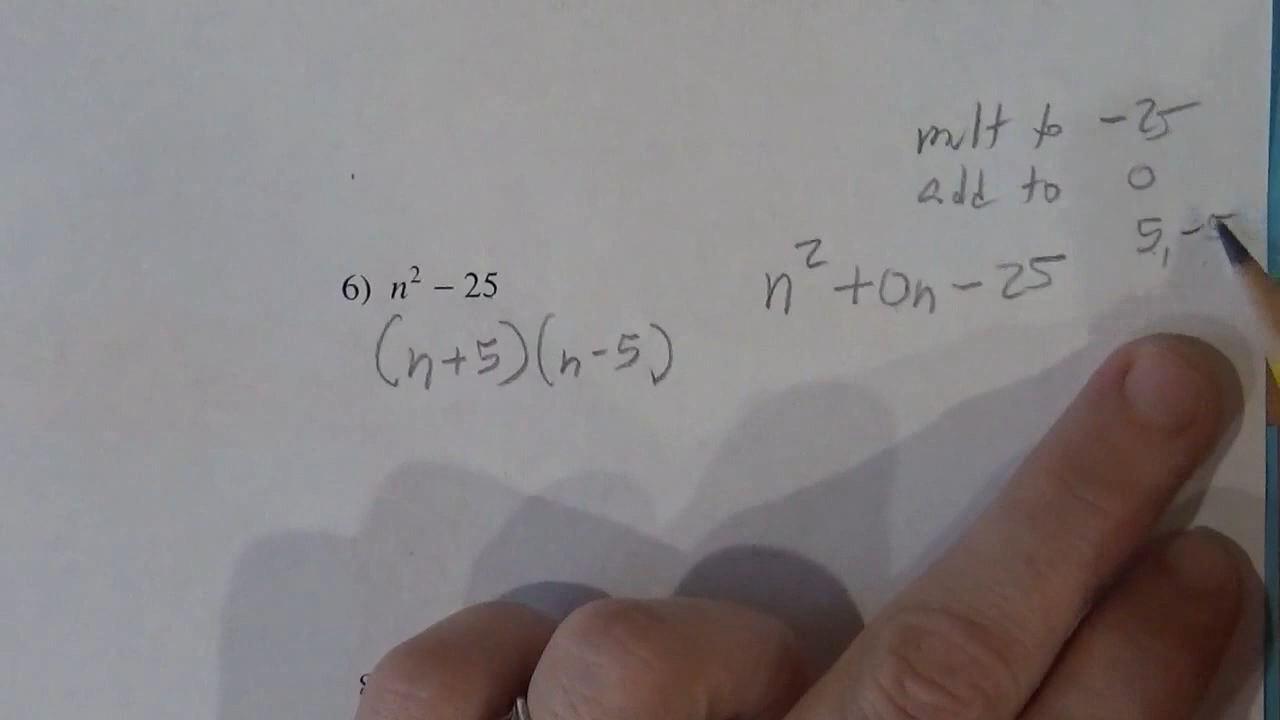 mult to -25
add to 0
5, -5
n² + 0n - 25
6) n² – 25
(n+5)(n-5)